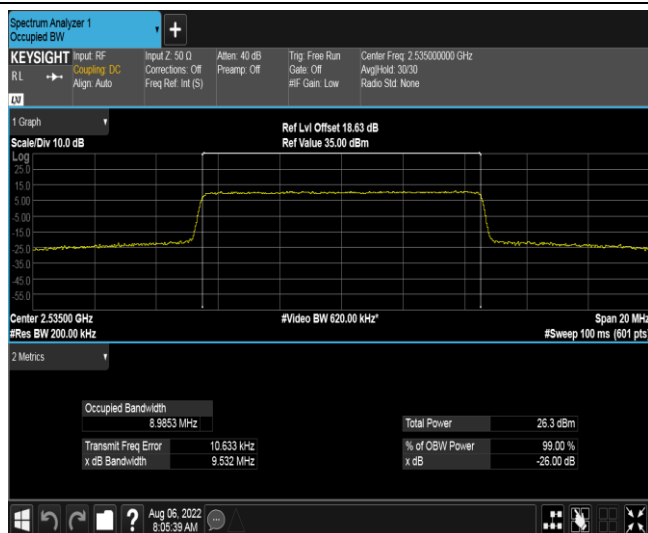 Spectrum Analyzer 1
Occupied BW
KEYSIGHT
RL
LXI
Input: RF
Coupling: DC
Align: Auto
Input Z: 50 Ω
Corrections: Off
Freq Ref: Int (S)
Atten: 40 dB
Preamp: Off
Trig: Free Run
Gate: Off
#IF Gain: Low
Center Freq: 2.535000000 GHz
Avg|Hold: 30/30
Radio Std: None
1 Graph
Scale/Div 10.0 dB
Ref Lvl Offset 18.63 dB
Ref Value 35.00 dBm
Log
25.0
15.0
5.00
-5.00
-15.0
-25.0
-35.0
-45.0
-55.0
Center 2.53500 GHz
#Video BW 620.00 kHz*
Span 20 MHz
#Res BW 200.00 kHz
#Sweep 100 ms (601 pts)
2 Metrics
Occupied Bandwidth
8.9853 MHz
Total Power 26.3 dBm
Transmit Freq Error 10.633 kHz
% of OBW Power 99.00 %
x dB Bandwidth 9.532 MHz
x dB -26.00 dB
?
Aug 06, 2022
8:05:39 AM